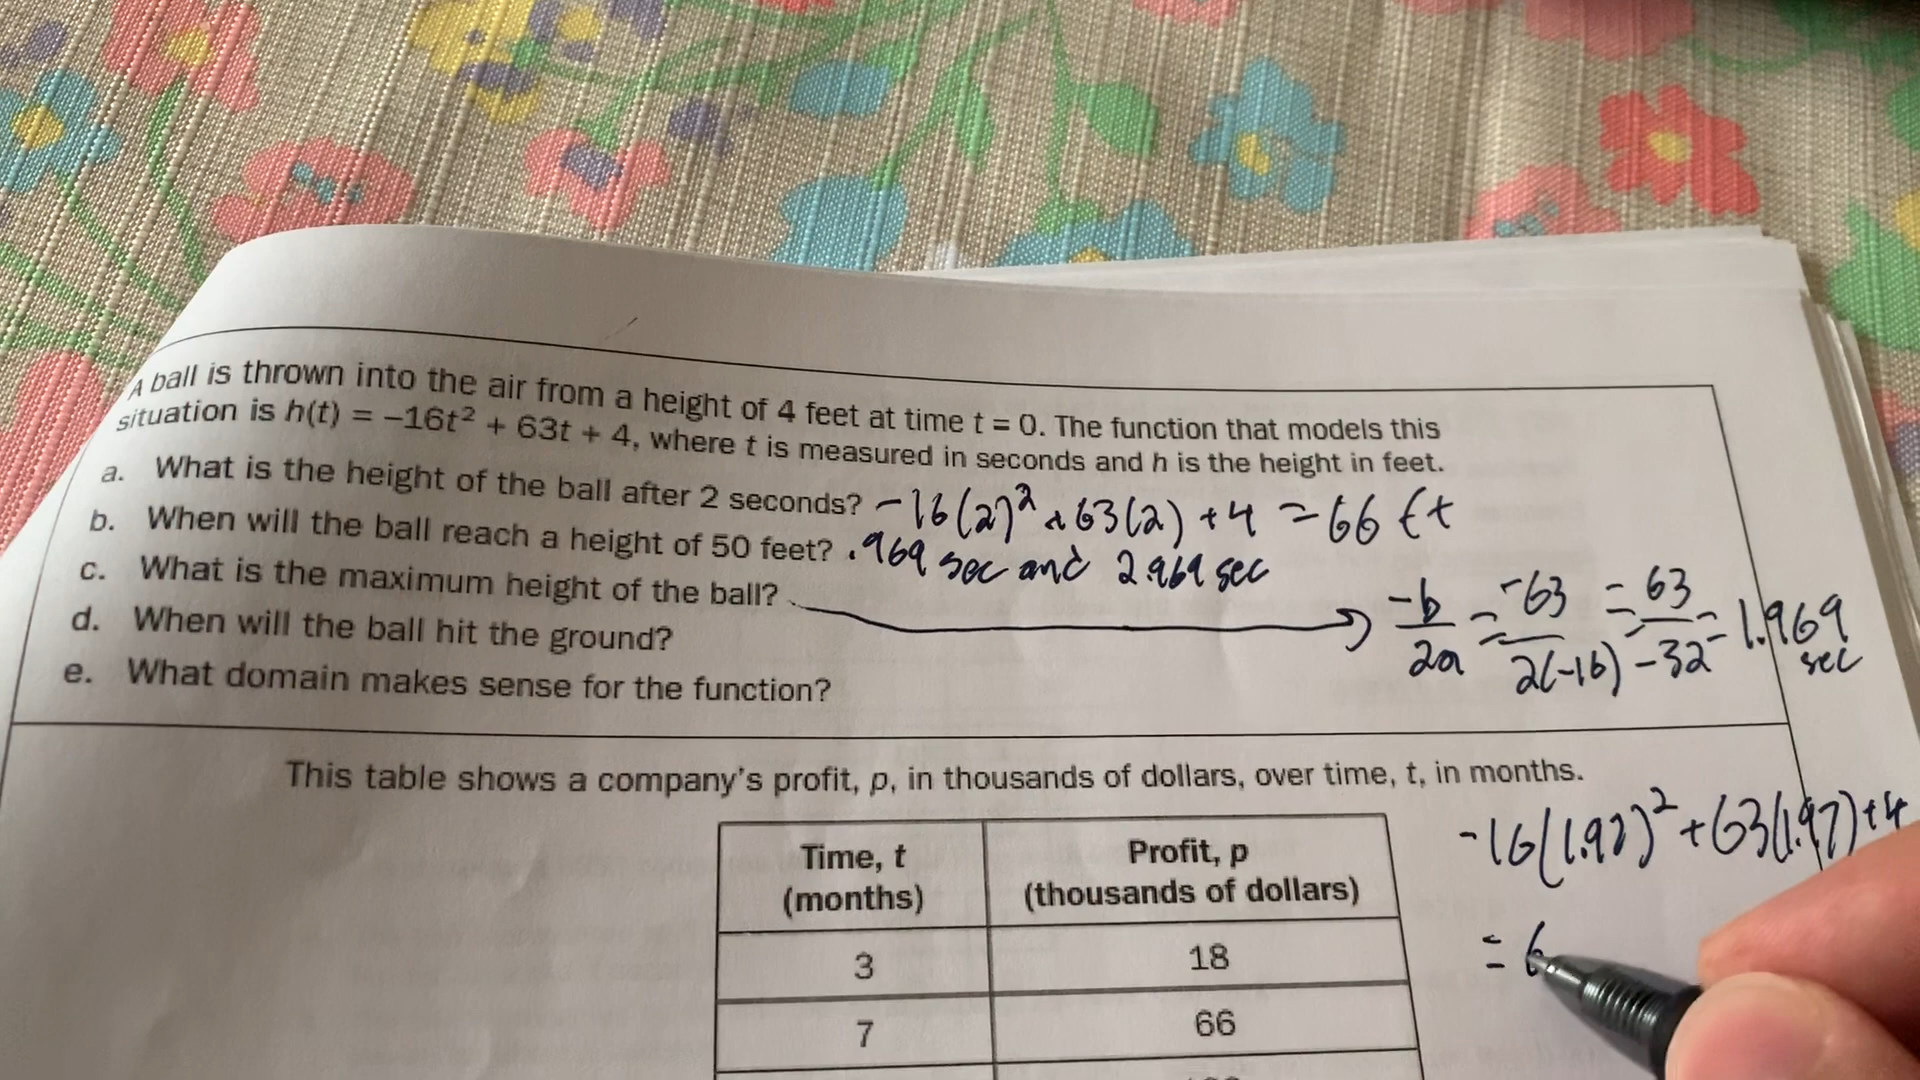 A ball is thrown into the air from a height of 4 feet at time t = 0. The function that models this
situation is h(t) = −16t² + 63t + 4, where t is measured in seconds and h is the height in feet.
a. What is the height of the ball after 2 seconds? -16(2)² + 63(2) + 4 = 66 ft
b. When will the ball reach a height of 50 feet? .969 sec and 2.969 sec
c. What is the maximum height of the ball? -b/2a = -63/2(-16) = 63/-32 = 1.969 sec
d. When will the ball hit the ground?
e. What domain makes sense for the function?
This table shows a company's profit, p, in thousands of dollars, over time, t, in months.
-16(1.97)² + 63(1.97) + 4
= 6
Time, t (months) Profit, p (thousands of dollars)
3 18
7 66